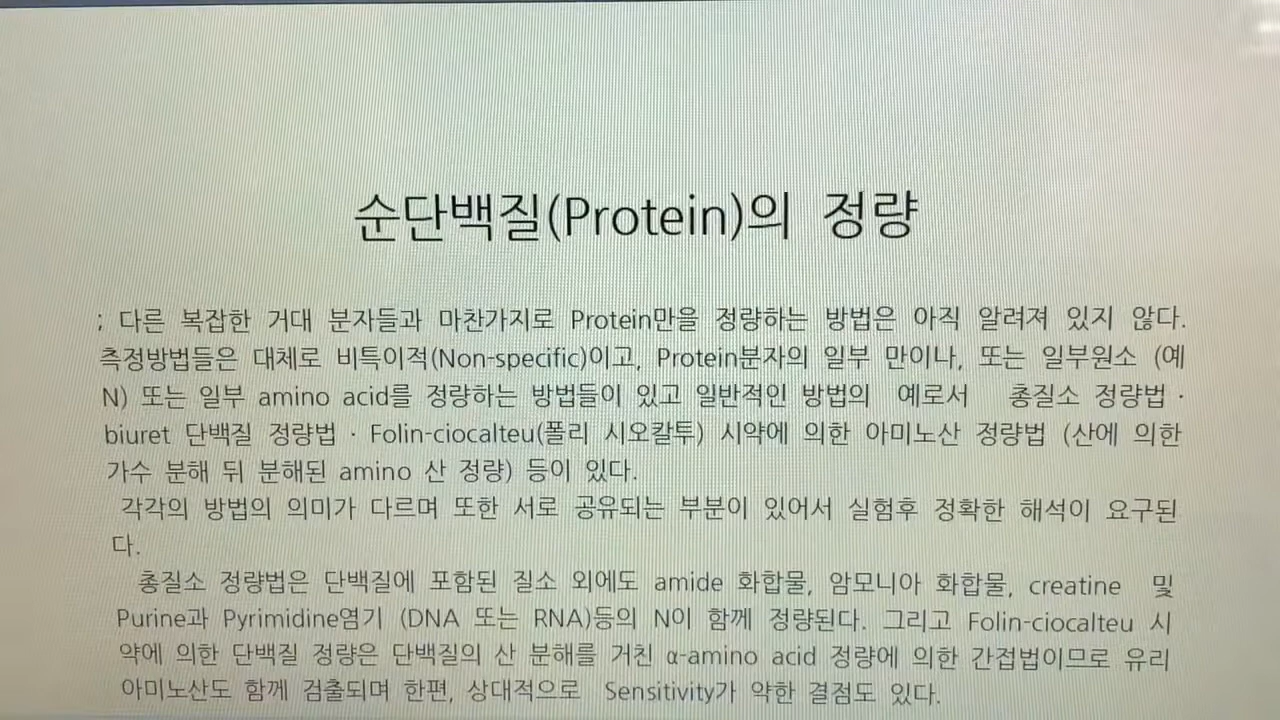 순단백질(Protein)의 정량
; 다른 복잡한 거대 분자들과 마찬가지로 Protein만을 정량하는 방법은 아직 알려져 있지 않다.
측정방법들은 대체로 비특이적(Non-specific)이고, Protein분자의 일부 만이나, 또는 일부원소 (예
N) 또는 일부 amino acid를 정량하는 방법들이 있고 일반적인 방법의 예로서 총질소 정량법 ·
biuret 단백질 정량법 · Folin-ciocalteu(폴리 시오칼투) 시약에 의한 아미노산 정량법 (산에 의한
가수 분해 뒤 분해된 amino 산 정량) 등이 있다.
각각의 방법의 의미가 다르며 또한 서로 공유되는 부분이 있어서 실험후 정확한 해석이 요구된
다.
총질소 정량법은 단백질에 포함된 질소 외에도 amide 화합물, 암모니아 화합물, creatine 및
Purine과 Pyrimidine염기 (DNA 또는 RNA)등의 N이 함께 정량된다. 그리고 Folin-ciocalteu 시
약에 의한 단백질 정량은 단백질의 산 분해를 거친 α-amino acid 정량에 의한 간접법이므로 유리
아미노산도 함께 검출되며 한편, 상대적으로 Sensitivity가 약한 결점도 있다.